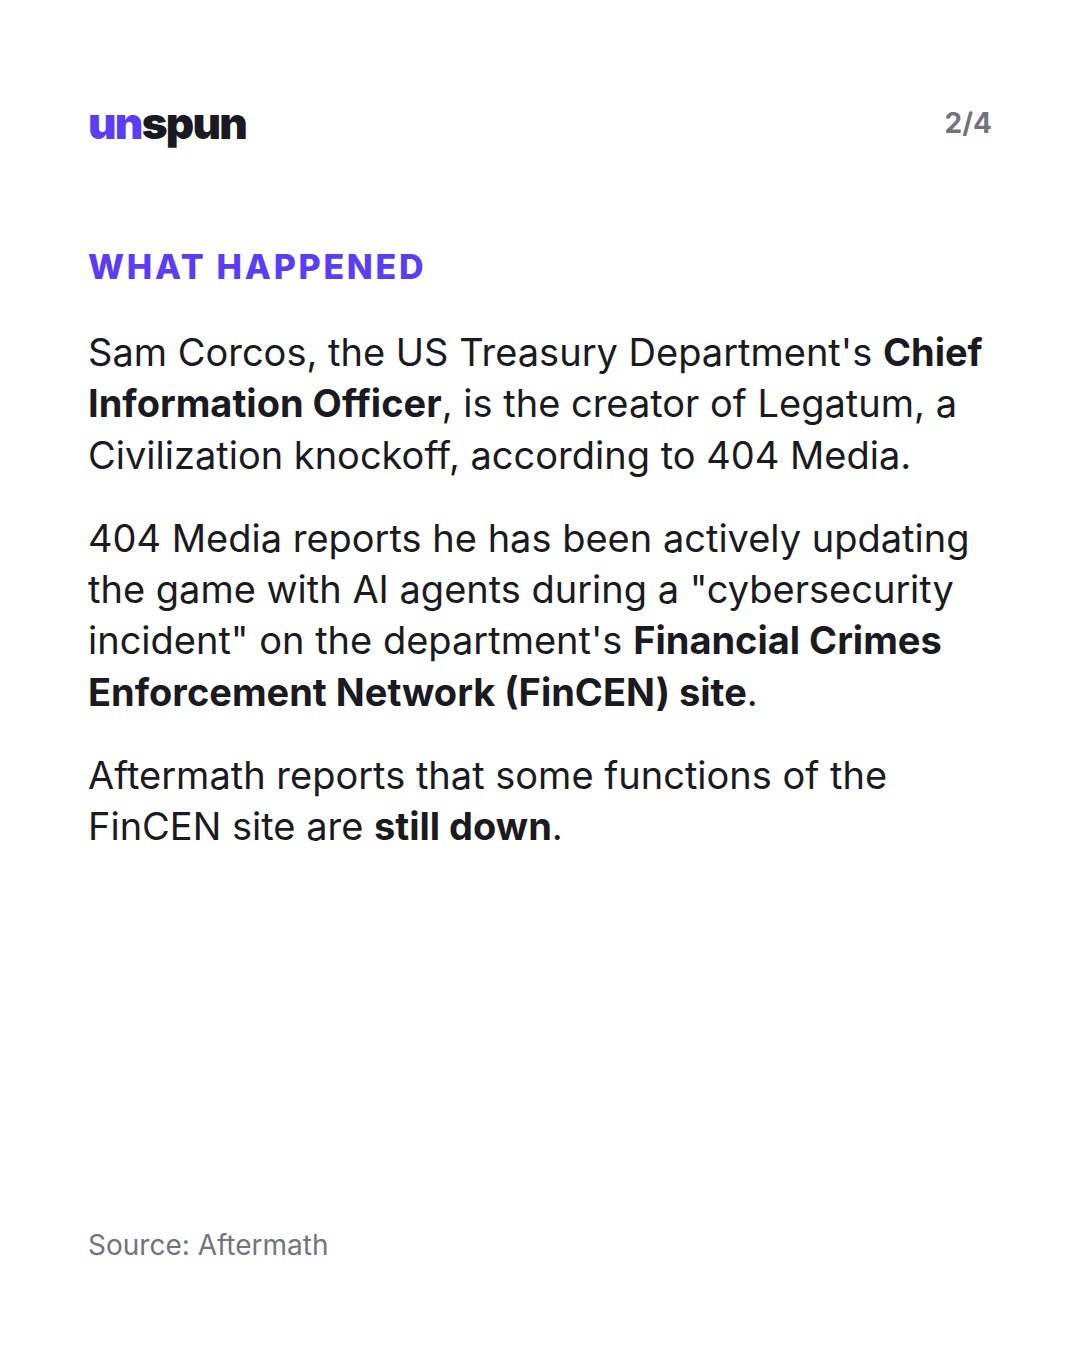 unspun
2/4
WHAT HAPPENED
Sam Corcos, the US Treasury Department's Chief
Information Officer, is the creator of Legatum, a
Civilization knockoff, according to 404 Media.
404 Media reports he has been actively updating
the game with AI agents during a "cybersecurity
incident" on the department's Financial Crimes
Enforcement Network (FinCEN) site.
Aftermath reports that some functions of the
FinCEN site are still down.
Source: Aftermath